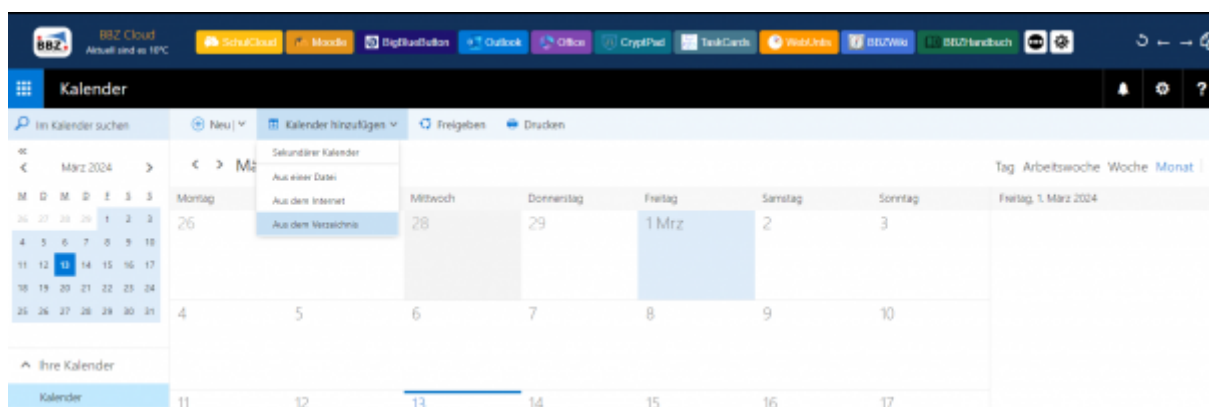 BBZ Cloud
BBZ
Aktuell sind es 10°C
SchulCloud Moodle BigBlueButton Outlook Office CryptPad TaskCards WebUntis BBZWiki BBZHandbuch
Kalender
?
Im Kalender suchen
Neu Kalender hinzufügen Freigeben Drucken
« 
< März 2024 >
M D M D F S S
26 27 28 29 1 2 3
4 5 6 7 8 9 10
11 12 13 14 15 16 17
18 19 20 21 22 23 24
25 26 27 28 29 30 31
Ihre Kalender
Kalender
< > Mä
Sekundärer Kalender
Aus einer Datei
Aus dem Internet
Aus dem Verzeichnis
Tag Arbeitswoche Woche Monat
Montag Mittwoch Donnerstag Freitag Samstag Sonntag
Freitag, 1. März 2024
26 28 29 1 Mrz 2 3
4 5 6 7 8 9 10
11 12 13 14 15 16 17